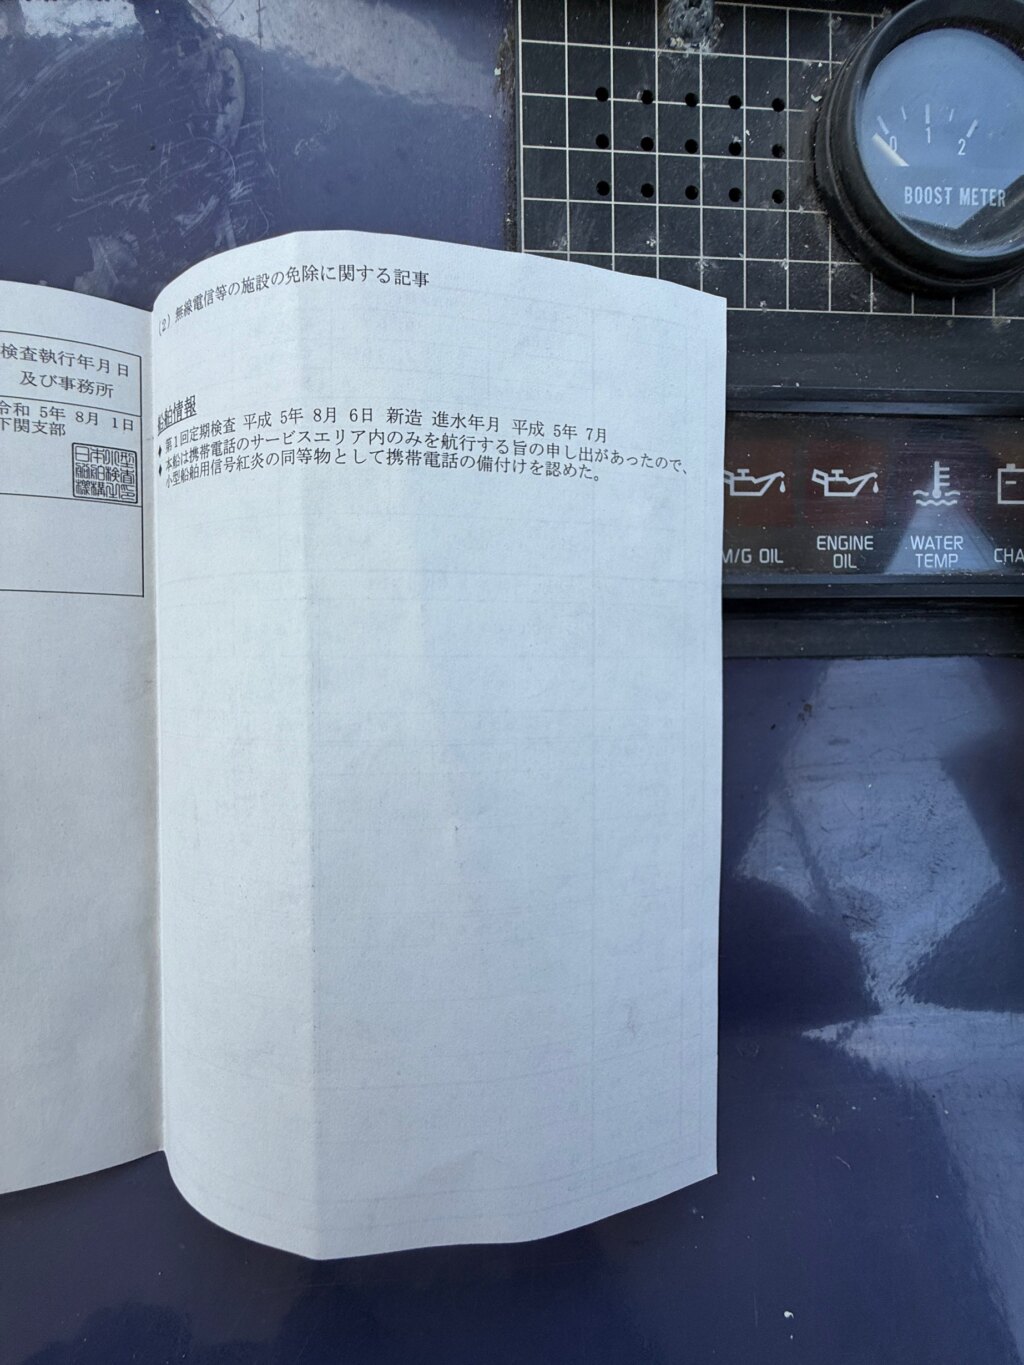 検査執行年月日
及び事務所
令和 5年 8月 1日
下関支部
(2) 無線電信等の施設の免除に関する記事
船舶情報
◆ 第1回定期検査 平成 5年 8月 6日 新造 進水年月 平成 5年 7月
◆ 本船は携帯電話のサービスエリア内のみを航行する旨の申し出があったので、
小型船舶用信号紅炎の同等物として携帯電話の備付けを認めた。
0 1 2
BOOST METER
M/G OIL
ENGINE
OIL
WATER
TEMP
CHA